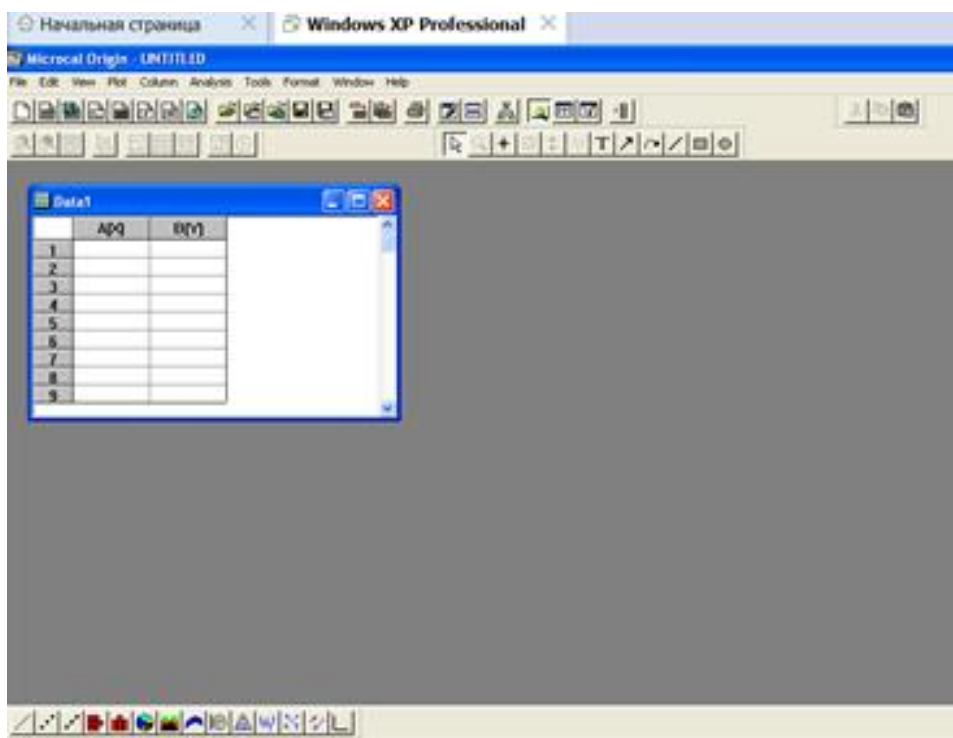 Начальная страница
Windows XP Professional
Microcal Origin - UNTITLED
File Edit View Plot Column Analysis Tools Format Window Help
T
Data1
A[X] B[Y]
1
2
3
4
5
6
7
8
9